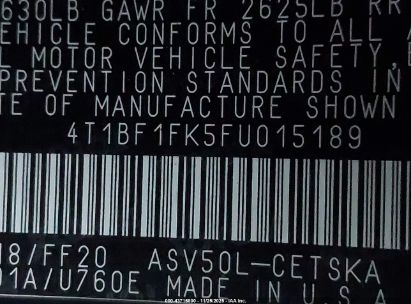 630LB GAWR FR 2625LB RR
EHICLE CONFORMS TO ALL
L MOTOR VEHICLE SAFETY,
PREVENTION STANDARDS IN
TE OF MANUFACTURE SHOWN
4T1BF1FK5FU015189
18/FF20 ASV50L-CETSKA
01A/U760E MADE IN U.S.A